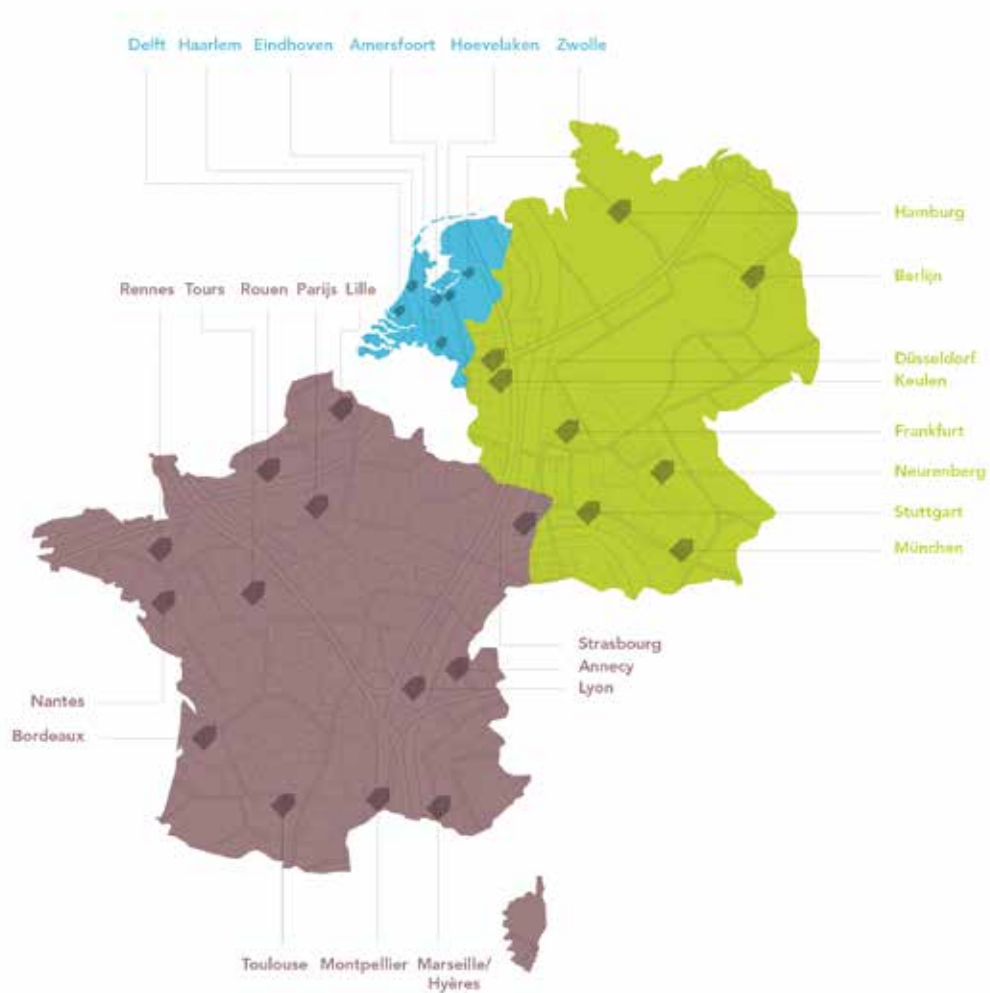 Delft Haarlem Eindhoven Amersfoort Hoevelaken Zwolle
Hamburg
Berlijn
Rennes Tours Rouen Parijs Lille
Düsseldorf
Keulen
Frankfurt
Neurenberg
Stuttgart
München
Strasbourg
Annecy
Lyon
Nantes
Bordeaux
Toulouse Montpellier Marseille/
Hyères